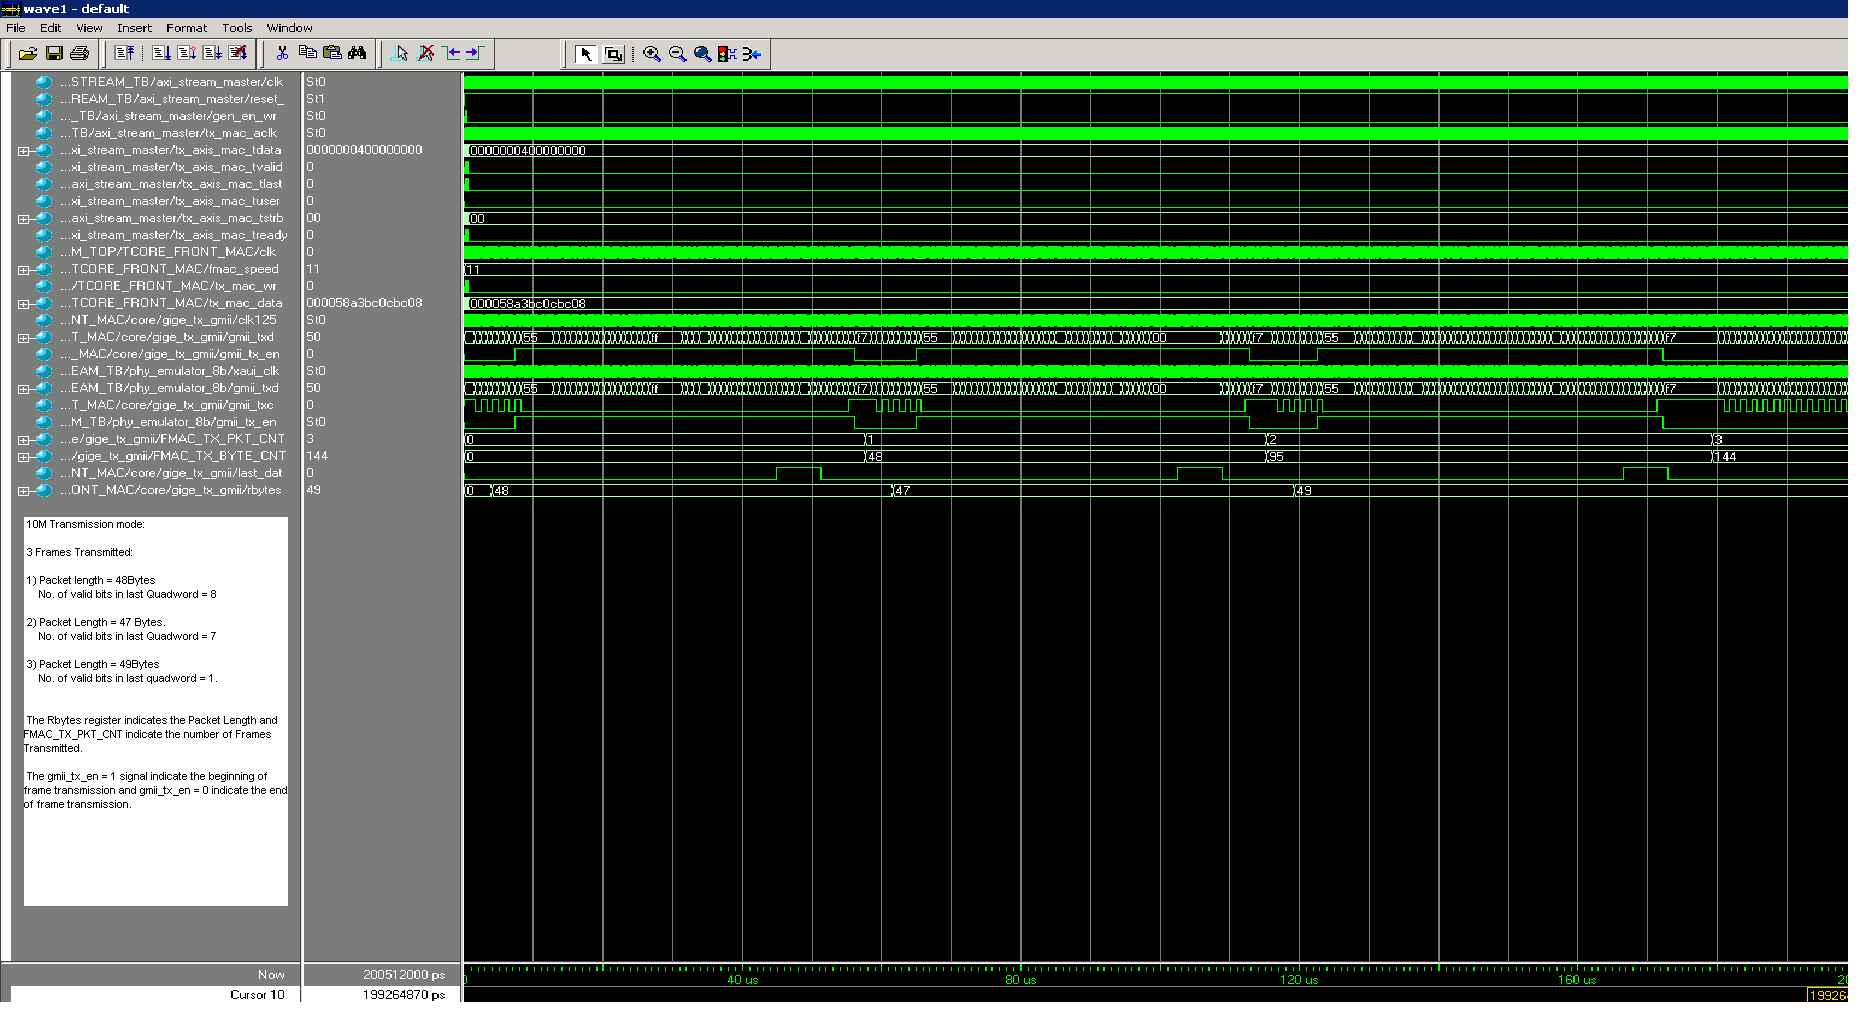 wave1 - default
File Edit View Insert Format Tools Window
...STREAM_TB/axi_stream_master/clk St0
...REAM_TB/axi_stream_master/reset_ St1
..._TB/axi_stream_master/gen_en_wr St0
...TB/axi_stream_master/tx_mac_aclk St0
...xi_stream_master/tx_axis_mac_tdata 0000000400000000 0000000400000000
...xi_stream_master/tx_axis_mac_tvalid 0
...axi_stream_master/tx_axis_mac_tlast 0
...xi_stream_master/tx_axis_mac_tuser 0
...axi_stream_master/tx_axis_mac_tstrb 00 00
...xi_stream_master/tx_axis_mac_tready 0
...M_TOP/TCORE_FRONT_MAC/clk 0
...TCORE_FRONT_MAC/fmac_speed 11 11
.../TCORE_FRONT_MAC/tx_mac_wr 0
...TCORE_FRONT_MAC/tx_mac_data 000058a3bc0cbc08 000058a3bc0cbc08
...NT_MAC/core/gige_tx_gmii/clk125 St0
...T_MAC/core/gige_tx_gmii/gmii_txd 50 55 ff f7 55 00 f7 55 f7
..._MAC/core/gige_tx_gmii/gmii_tx_en 0
...EAM_TB/phy_emulator_8b/xaui_clk St0
...EAM_TB/phy_emulator_8b/gmii_txd 50 55 ff f7 55 00 f7 55 f7
...T_MAC/core/gige_tx_gmii/gmii_txc 0
...M_TB/phy_emulator_8b/gmii_tx_en St0
...e/gige_tx_gmii/FMAC_TX_PKT_CNT 3 0 1 2 3
.../gige_tx_gmii/FMAC_TX_BYTE_CNT 144 0 48 95 144
...NT_MAC/core/gige_tx_gmii/last_dat 0
...ONT_MAC/core/gige_tx_gmii/rbytes 49 0 48 47 49
10M Transmission mode:
3 Frames Transmitted:
1) Packet length = 48Bytes
No. of valid bits in last Quadword = 8
2) Packet Length = 47 Bytes.
No. of valid bits in last Quadword = 7
3) Packet Length = 49Bytes
No. of valid bits in last quadword = 1.
The Rbytes register indicates the Packet Length and
FMAC_TX_PKT_CNT indicate the number of Frames
Transmitted.
The gmii_tx_en = 1 signal indicate the beginning of
frame transmission and gmii_tx_en = 0 indicate the end
of frame transmission.
Now 200512000 ps 0 40 us 80 us 120 us 160 us 20
Cursor 10 199264870 ps 19926